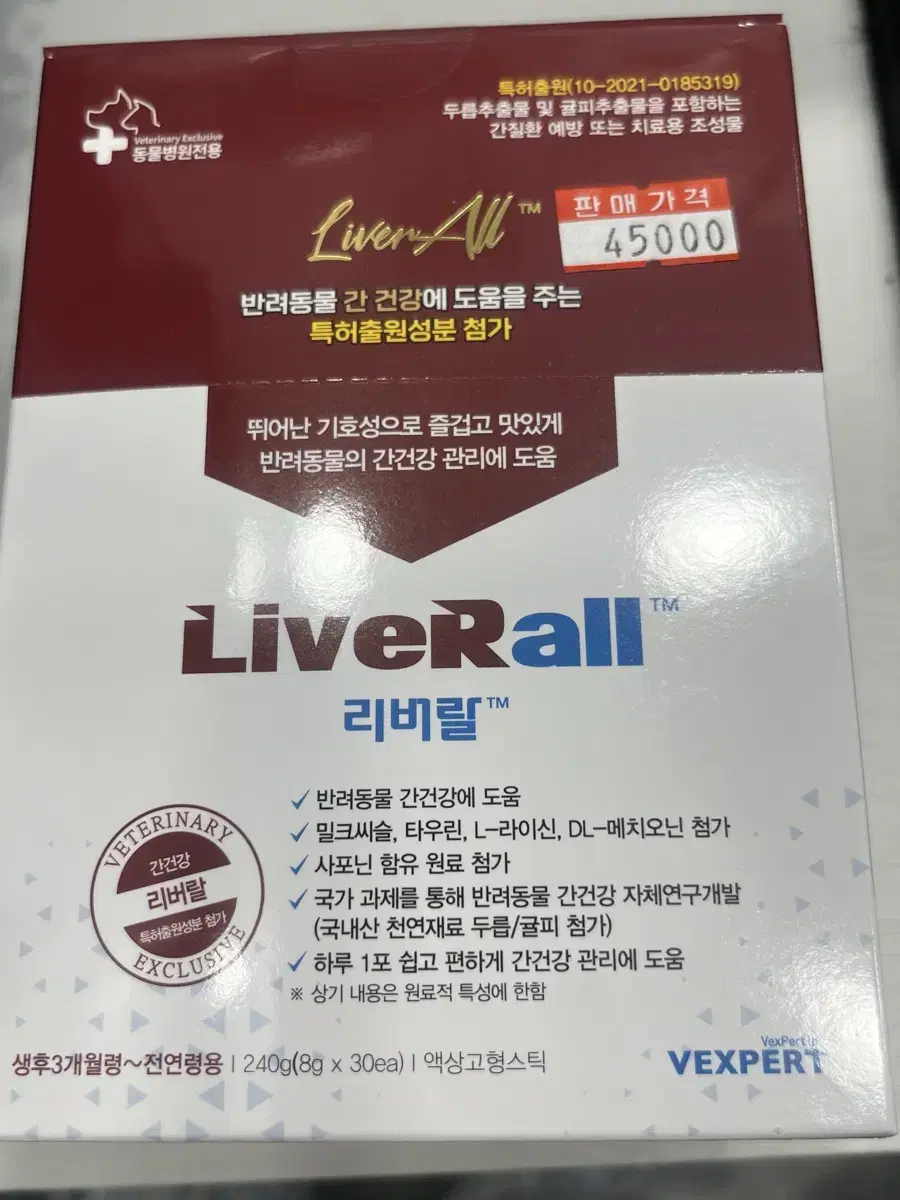 Veterinary Exclusive
동물병원전용
특허출원(10-2021-0185319)
두릅추출물 및 귤피추출물을 포함하는
간질환 예방 또는 치료용 조성물
LiverAll™
판매가격
45000
반려동물 간 건강에 도움을 주는
특허출원성분 첨가
뛰어난 기호성으로 즐겁고 맛있게
반려동물의 간건강 관리에 도움
LiveRall™
리버랄™
✓ 반려동물 간건강에 도움
✓ 밀크씨슬, 타우린, L-라이신, DL-메치오닌 첨가
✓ 사포닌 함유 원료 첨가
✓ 국가 과제를 통해 반려동물 간건강 자체연구개발
(국내산 천연재료 두릅/귤피 첨가)
✓ 하루 1포 쉽고 편하게 간건강 관리에 도움
※ 상기 내용은 원료적 특성에 한함
VETERINARY
간건강
리버랄
특허출원성분 첨가
EXCLUSIVE
생후3개월령~전연령용 | 240g(8g x 30ea) | 액상고형스틱
VEXPERT